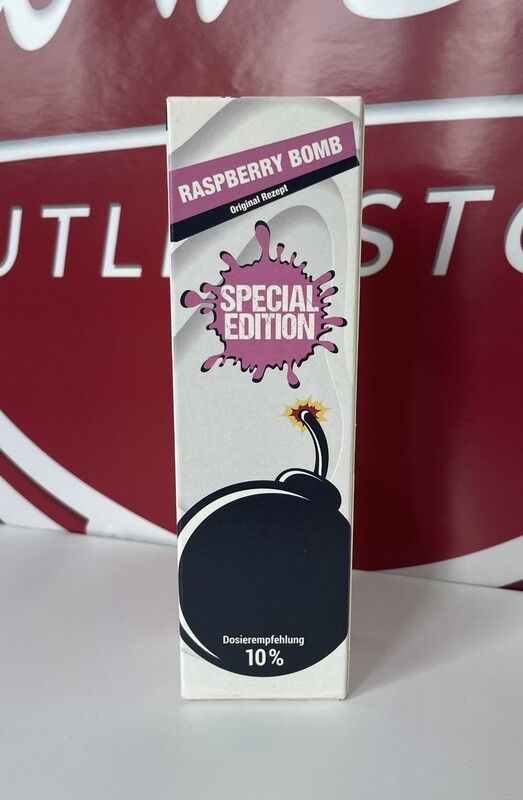 RASPBERRY BOMB
Original Rezept
SPECIAL
EDITION
Dosierempfehlung
10%